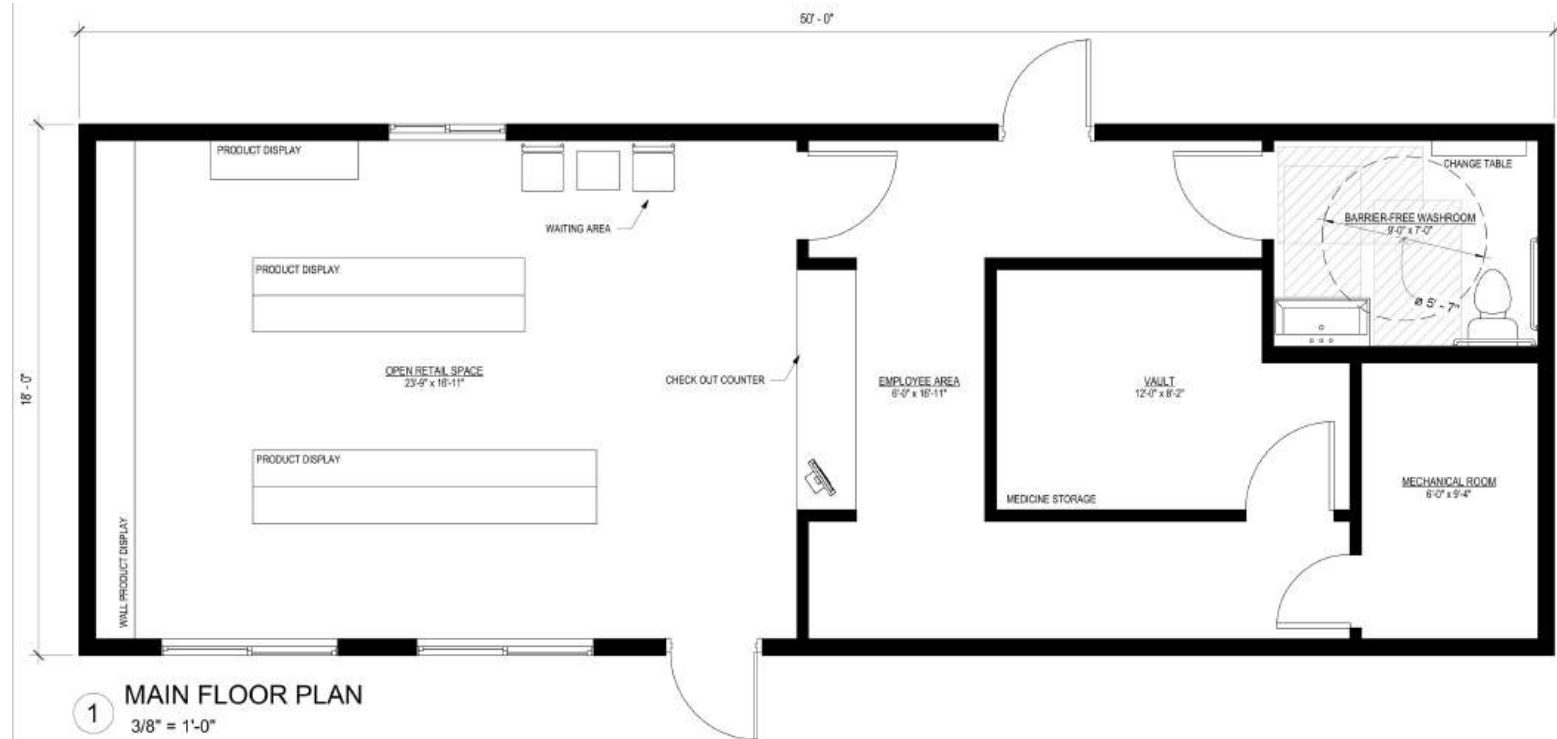 50' - 0"
PRODUCT DISPLAY
CHANGE TABLE
WAITING AREA
BARRIER-FREE WASHROOM
9'-0" x 7'-0"
PRODUCT DISPLAY
ø 5' - 7"
18' - 0"
OPEN RETAIL SPACE
23'-9" x 16'-11"
CHECK OUT COUNTER
EMPLOYEE AREA
6'-0" x 16'-11"
VAULT
12'-0" x 8'-2"
PRODUCT DISPLAY
MECHANICAL ROOM
6'-0" x 9'-4"
MEDICINE STORAGE
WALL PRODUCT DISPLAY
1
MAIN FLOOR PLAN
3/8" = 1'-0"